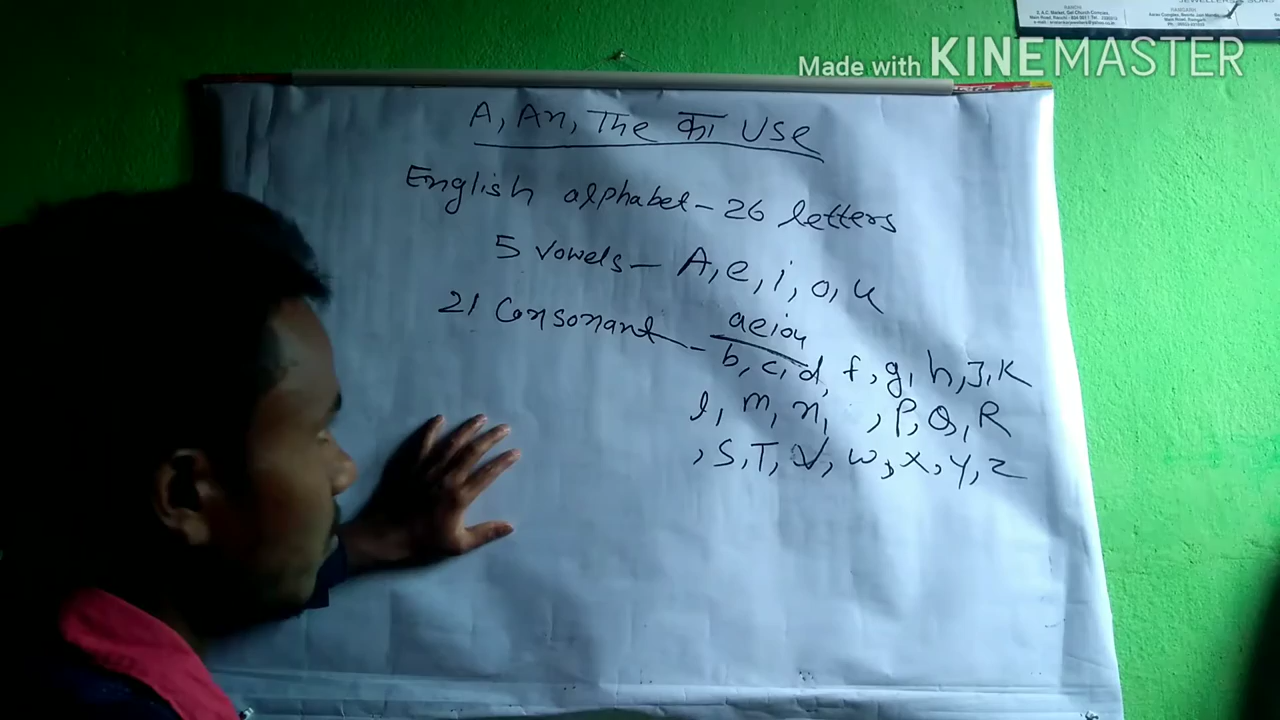 Made with KINEMASTER
A, An, The का Use
English alphabet - 26 letters
5 vowels - A, e, i, o, u
21 Consonant - aeiou
b, c, d, f, g, h, J, K
l, m, n, , P, Q, R
, S, T, V, w, x, y, z